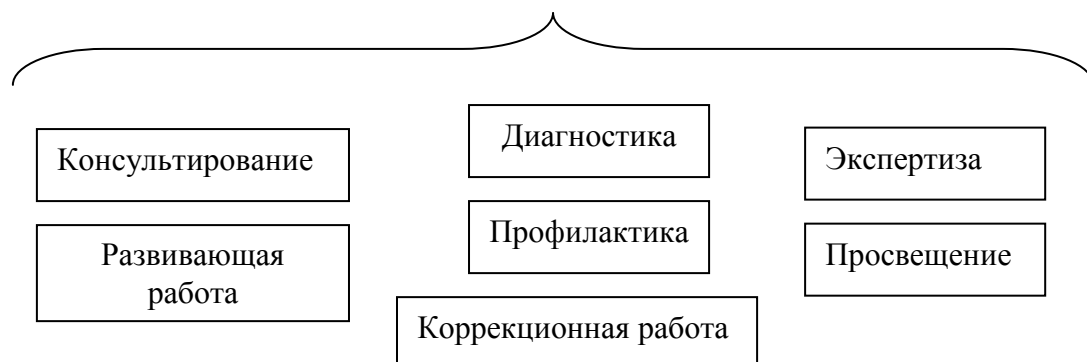 Консультирование
Диагностика
Экспертиза
Развивающая
работа
Профилактика
Просвещение
Коррекционная работа